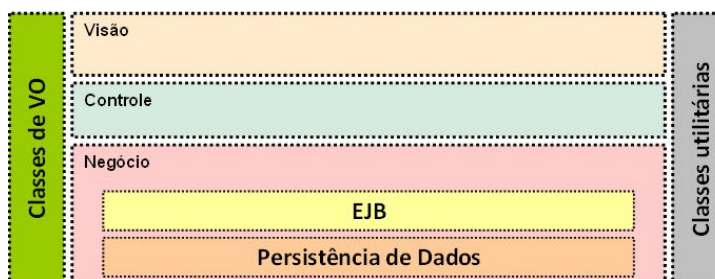 Classes de VO
Visão
Controle
Negócio
EJB
Persistência de Dados
Classes utilitárias